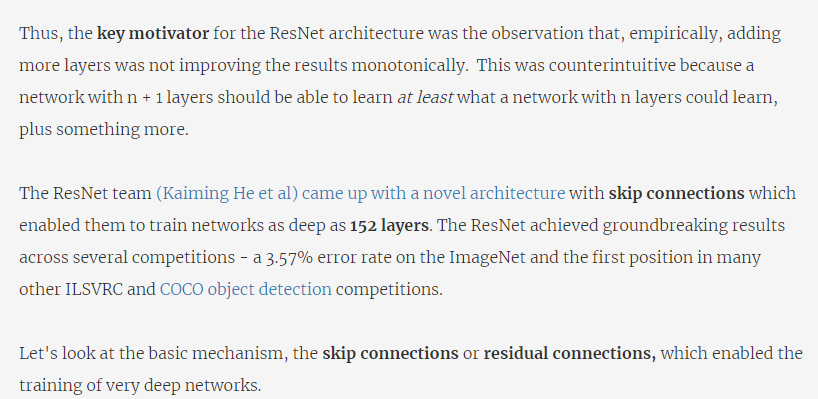 Thus, the key motivator for the ResNet architecture was the observation that, empirically, adding
more layers was not improving the results monotonically.  This was counterintuitive because a
network with n + 1 layers should be able to learn at least what a network with n layers could learn,
plus something more.
The ResNet team (Kaiming He et al) came up with a novel architecture with skip connections which
enabled them to train networks as deep as 152 layers. The ResNet achieved groundbreaking results
across several competitions - a 3.57% error rate on the ImageNet and the first position in many
other ILSVRC and COCO object detection competitions.
Let's look at the basic mechanism, the skip connections or residual connections, which enabled the
training of very deep networks.